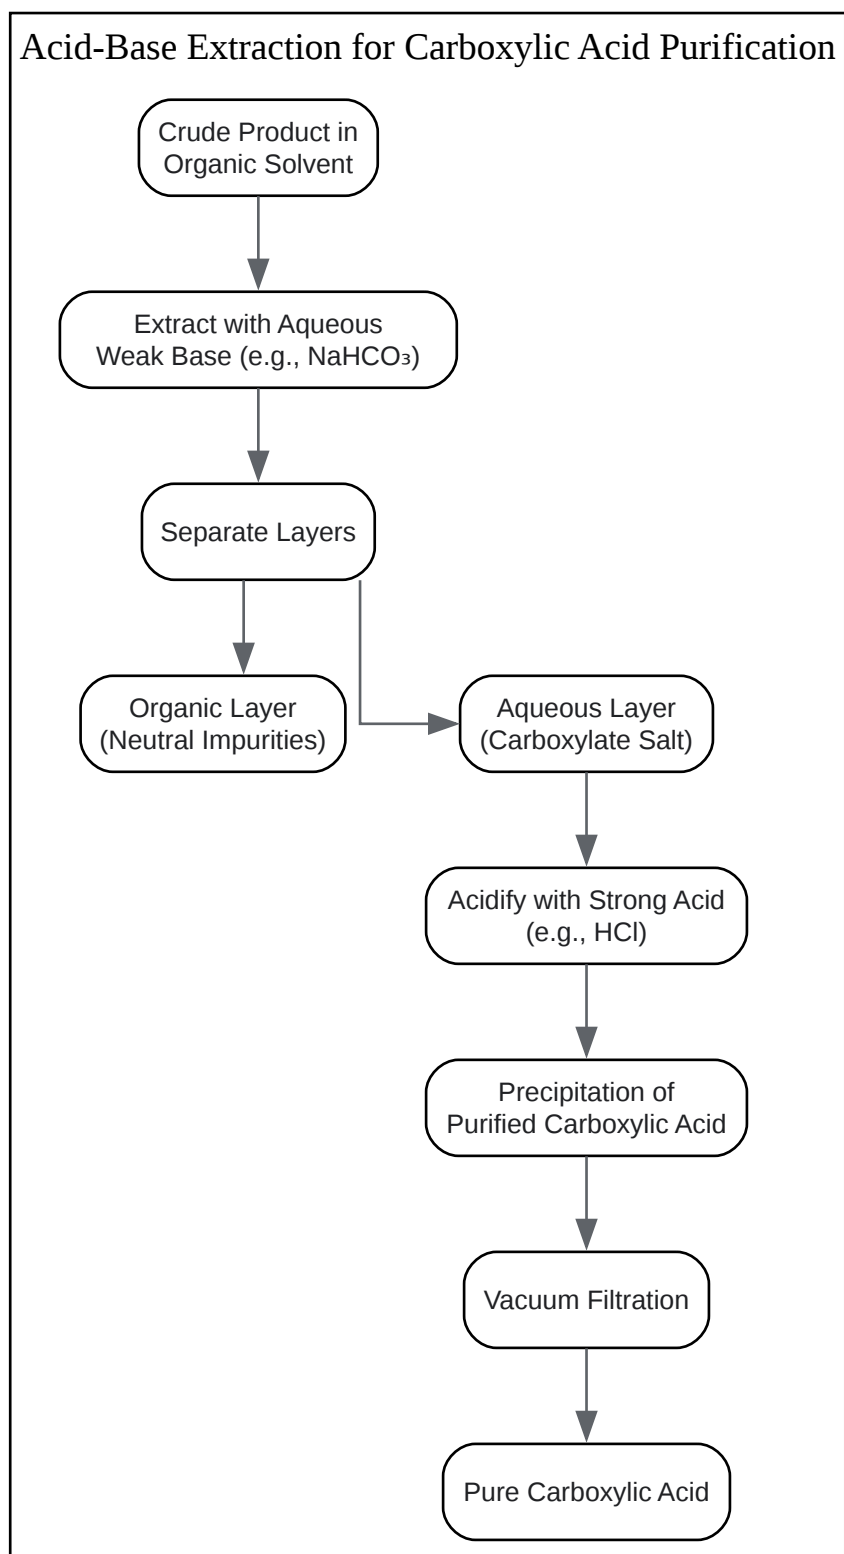 Acid-Base Extraction for Carboxylic Acid Purification
Crude Product in
Organic Solvent
Extract with Aqueous
Weak Base (e.g., NaHCO₃)
Separate Layers
Organic Layer
(Neutral Impurities)
Aqueous Layer
(Carboxylate Salt)
Acidify with Strong Acid
(e.g., HCl)
Precipitation of
Purified Carboxylic Acid
Vacuum Filtration
Pure Carboxylic Acid